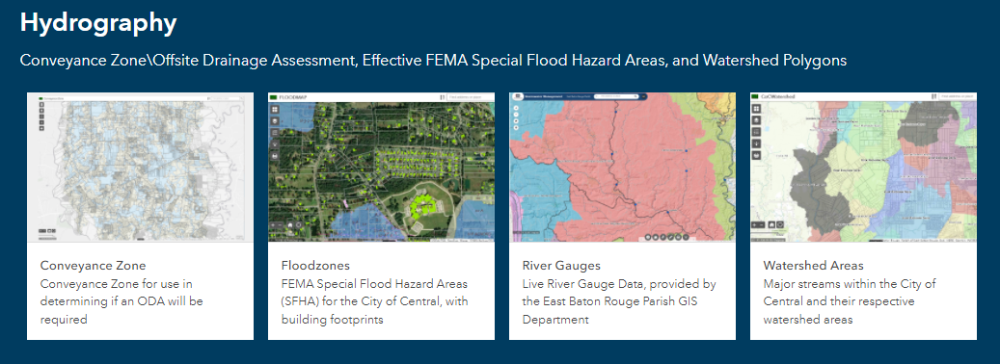 Hydrography
Conveyance Zone\Offsite Drainage Assessment, Effective FEMA Special Flood Hazard Areas, and Watershed Polygons
FLOODMAP
Conveyance Zone
Conveyance Zone for use in
determining if an ODA will be
required
Floodzones
FEMA Special Flood Hazard Areas
(SFHA) for the City of Central, with
building footprints
River Gauges
Live River Gauge Data, provided by
the East Baton Rouge Parish GIS
Department
Watershed Areas
Major streams within the City of
Central and their respective
watershed areas